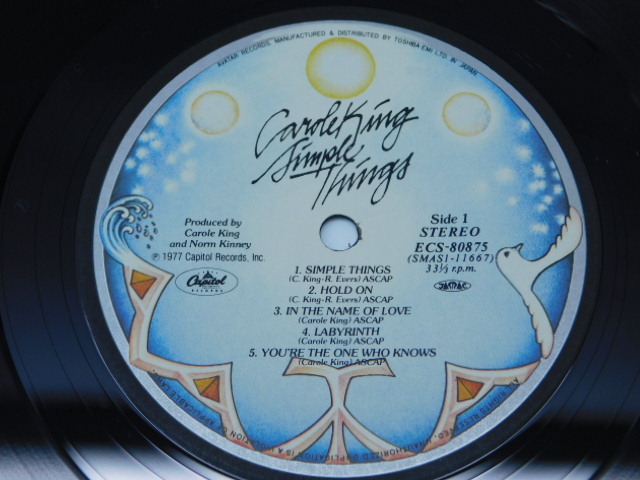 AVATAR RECORDS, MANUFACTURED & DISTRIBUTED BY TOSHIBA EMI LTD. IN JAPAN
Carole King
Simple
Things
Produced by
Carole King
and Norm Kinney
℗ 1977 Capitol Records, Inc.
Capitol
RECORDS
Side 1
STEREO
ECS-80875
(SMAS1-11667)
33⅓ r.p.m.
1. SIMPLE THINGS
(C. King-R. Evers) ASCAP
2. HOLD ON
(C. King-R. Evers) ASCAP
3. IN THE NAME OF LOVE
(Carole King) ASCAP
4. LABYRINTH
(Carole King) ASCAP
5. YOU'RE THE ONE WHO KNOWS
(Carole King) ASCAP